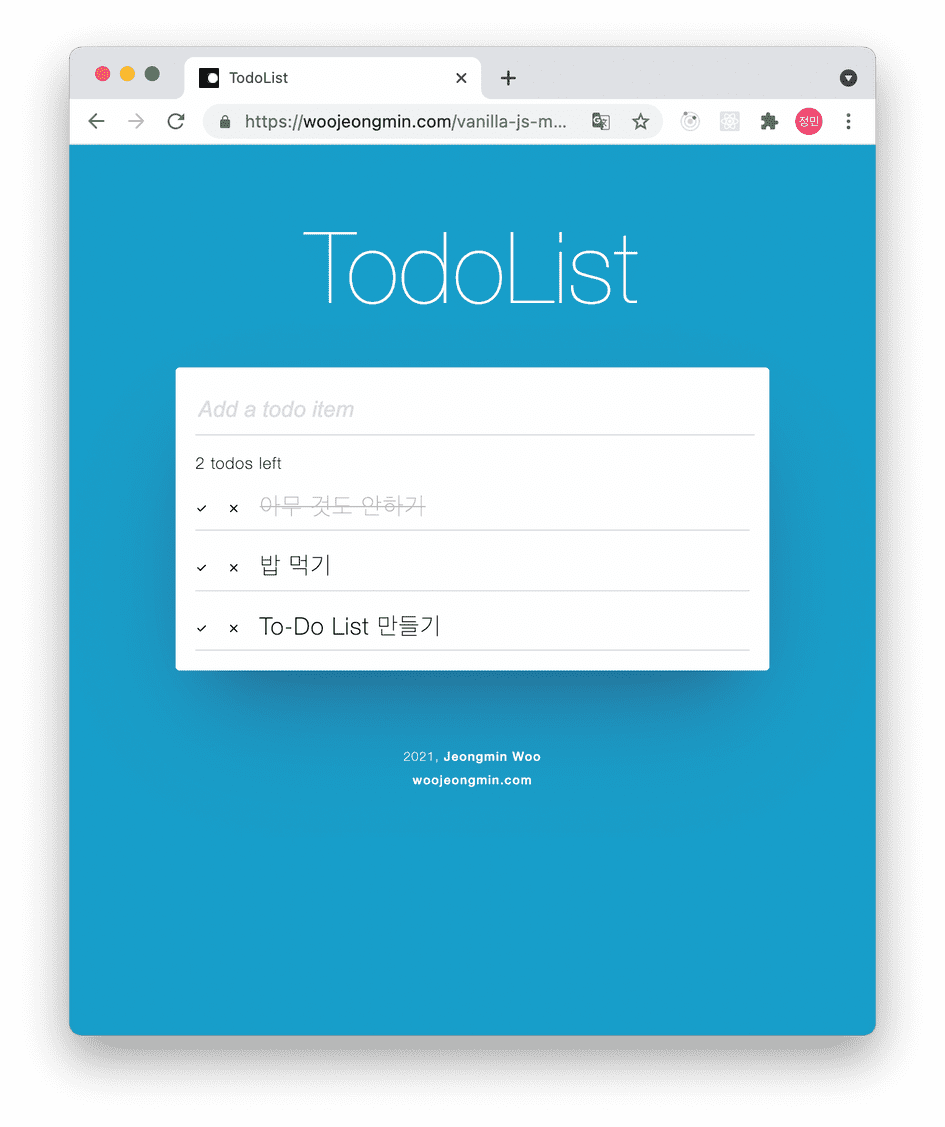 TodoList
https://woojeongmin.com/vanilla-js-m...
정민
TodoList
Add a todo item
2 todos left
아무 것도 안하기
밥 먹기
To-Do List 만들기
2021, Jeongmin Woo
woojeongmin.com